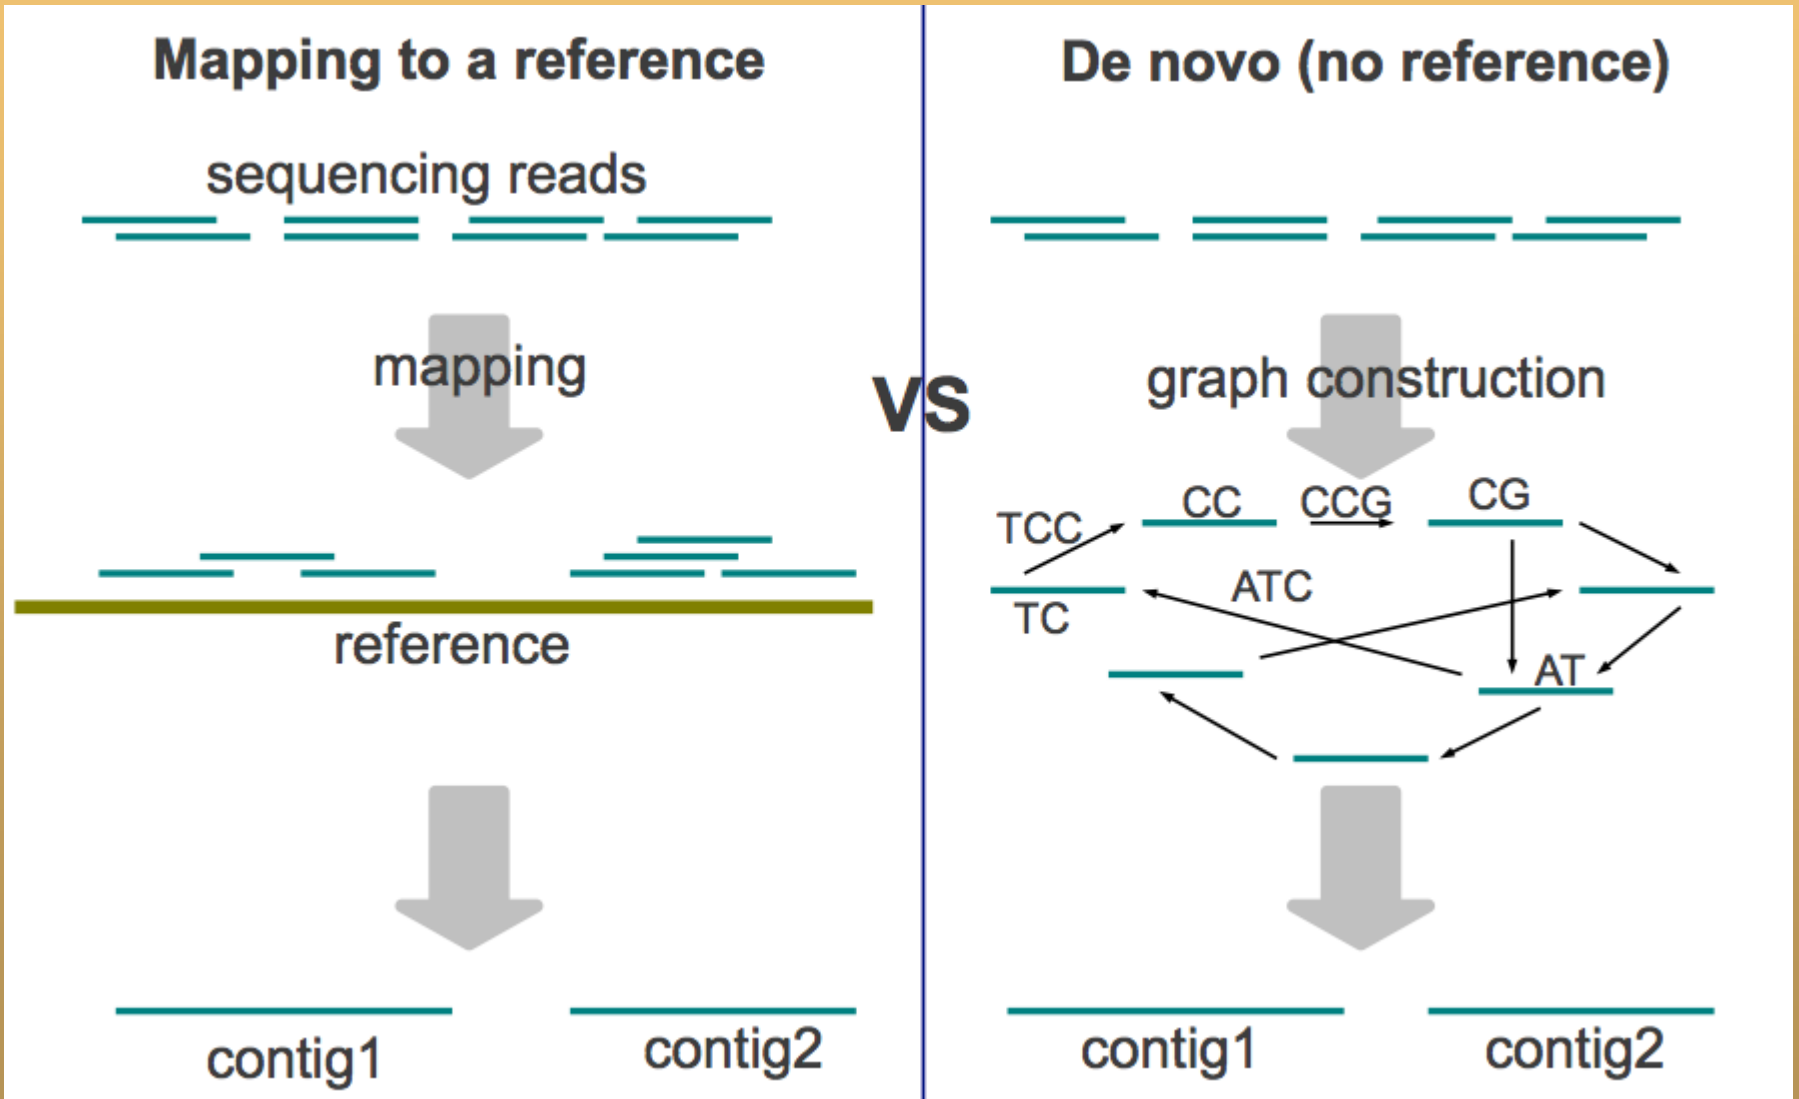 Mapping to a reference
sequencing reads
mapping
reference
contig1
contig2
VS
De novo (no reference)
graph construction
TCC
CC
CCG
CG
TC
ATC
AT
contig1
contig2